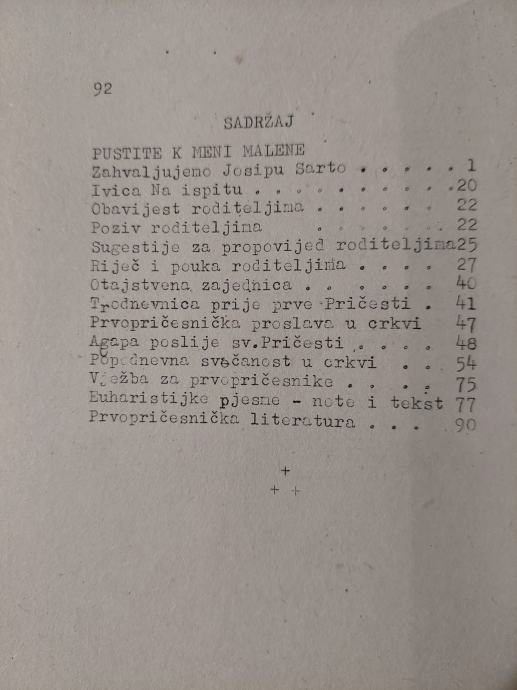 92
SADRŽAJ
PUSTITE K MENI MALENE
Zahvaljujemo Josipu Sarto . . . . . 1
Ivica Na ispitu . . . . . . . . . . 20
Obavijest roditeljima . . . . . . 22
Poziv roditeljima . . . . . . 22
Sugestije za propovijed roditeljima25
Riječ i pouka roditeljima . . . . 27
Otajstvena zajednica . . . . . . 40
Trodnevnica prije prve Pričesti . 41
Prvopričesnička proslava u crkvi 47
Agapa poslije sv.Pričesti . . . . 48
Popodnevna svečanost u crkvi . . 54
Vježba za prvopričesnike . . . . 75
Euharistijke pjesme - note i tekst 77
Prvopričesnička literatura . . . 90
+
+ +